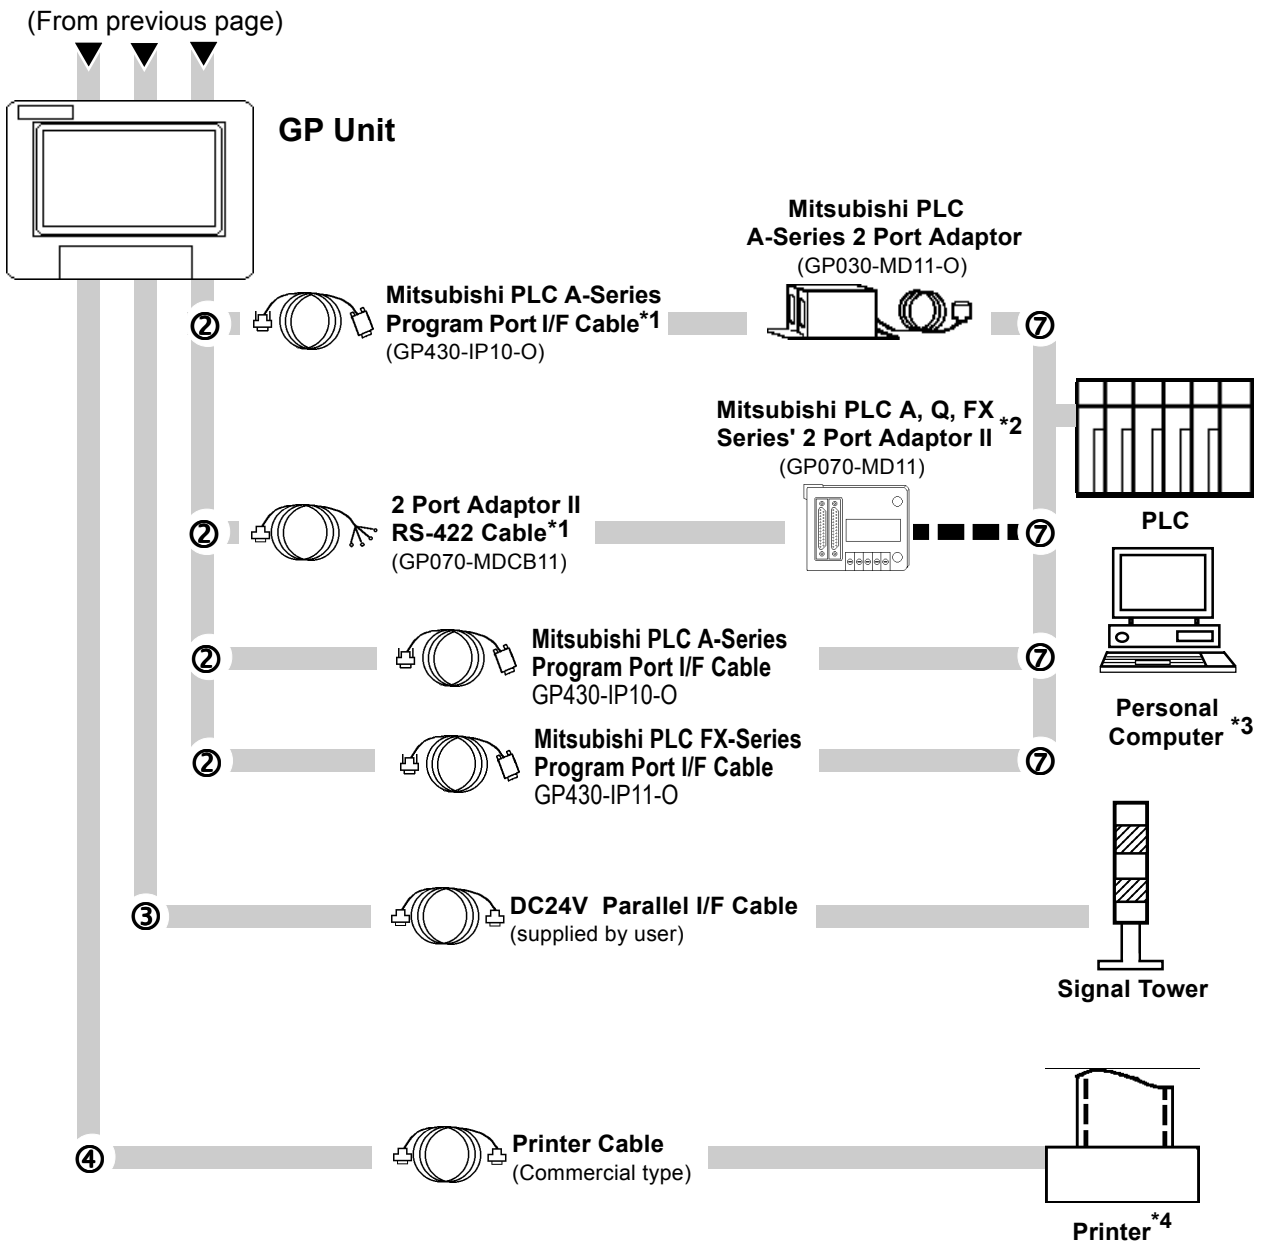 (From previous page)
GP Unit
Mitsubishi PLC
A-Series 2 Port Adaptor
(GP030-MD11-O)
② Mitsubishi PLC A-Series
Program Port I/F Cable*1
(GP430-IP10-O)
⑦
Mitsubishi PLC A, Q, FX
Series' 2 Port Adaptor II *2
(GP070-MD11)
② 2 Port Adaptor II
RS-422 Cable*1
(GP070-MDCB11)
⑦
PLC
② Mitsubishi PLC A-Series
Program Port I/F Cable
GP430-IP10-O
⑦
Personal
Computer *3
② Mitsubishi PLC FX-Series
Program Port I/F Cable
GP430-IP11-O
⑦
③ DC24V Parallel I/F Cable
(supplied by user)
Signal Tower
④ Printer Cable
(Commercial type)
Printer*4